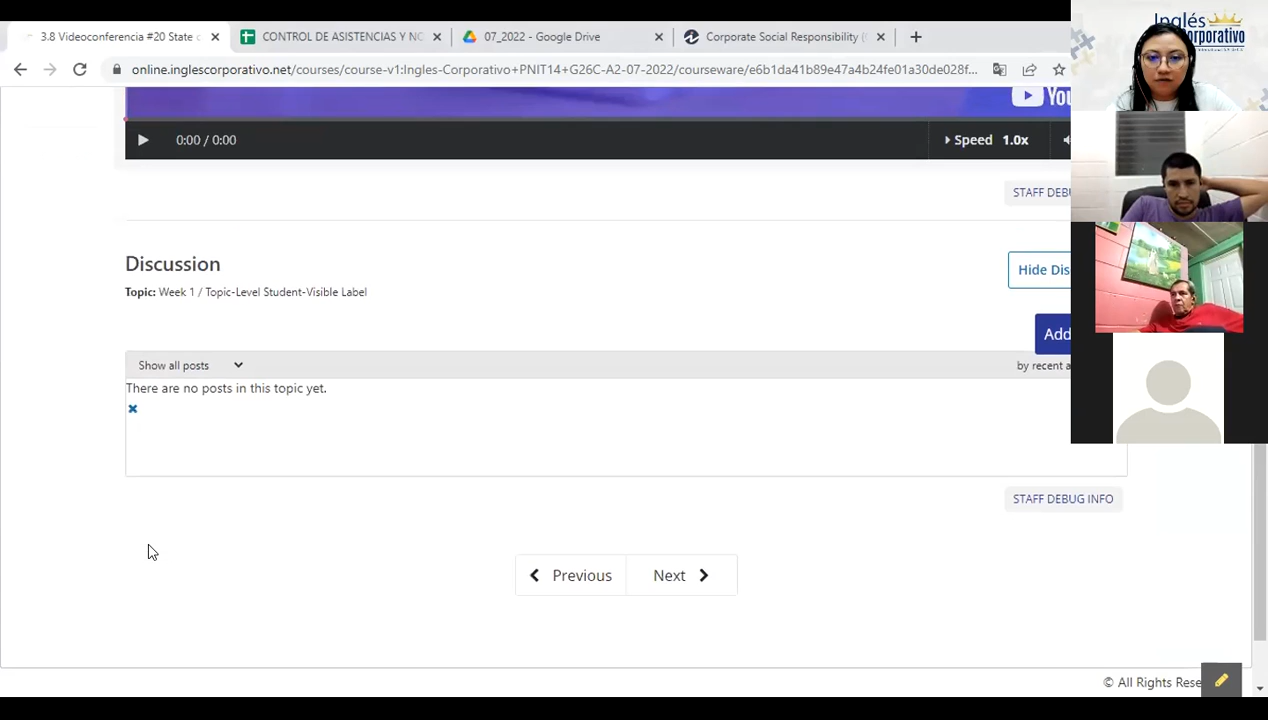 3.8 Videoconferencia #20 State c
CONTROL DE ASISTENCIAS Y NO
07_2022 - Google Drive
Corporate Social Responsibility (
online.inglescorporativo.net/courses/course-v1:Ingles-Corporativo+PNIT14+G26C-A2-07-2022/courseware/e6b1da41b89e47a4b24fe01a30de028f...
Inglés
rporativo
You
0:00 / 0:00
Speed 1.0x
STAFF DEBU
Discussion
Hide Dis
Topic: Week 1 / Topic-Level Student-Visible Label
Add
Show all posts
by recent a
There are no posts in this topic yet.
STAFF DEBUG INFO
Previous
Next
© All Rights Rese